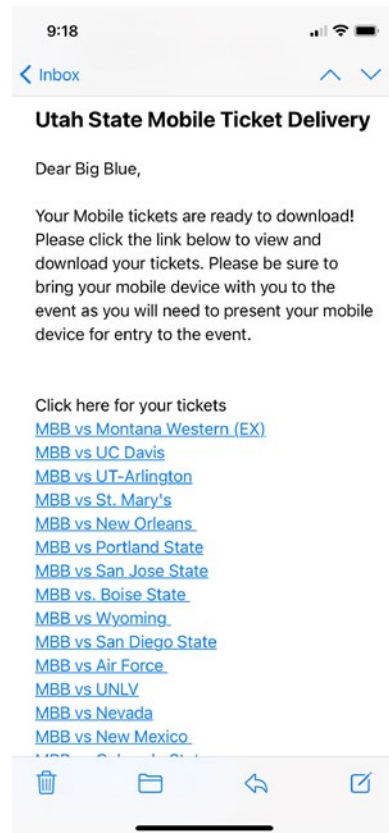 9:18
Inbox
Utah State Mobile Ticket Delivery
Dear Big Blue,
Your Mobile tickets are ready to download!
Please click the link below to view and
download your tickets. Please be sure to
bring your mobile device with you to the
event as you will need to present your mobile
device for entry to the event.
Click here for your tickets
MBB vs Montana Western (EX)
MBB vs UC Davis
MBB vs UT-Arlington
MBB vs St. Mary's
MBB vs New Orleans
MBB vs Portland State
MBB vs San Jose State
MBB vs. Boise State
MBB vs Wyoming
MBB vs San Diego State
MBB vs Air Force
MBB vs UNLV
MBB vs Nevada
MBB vs New Mexico